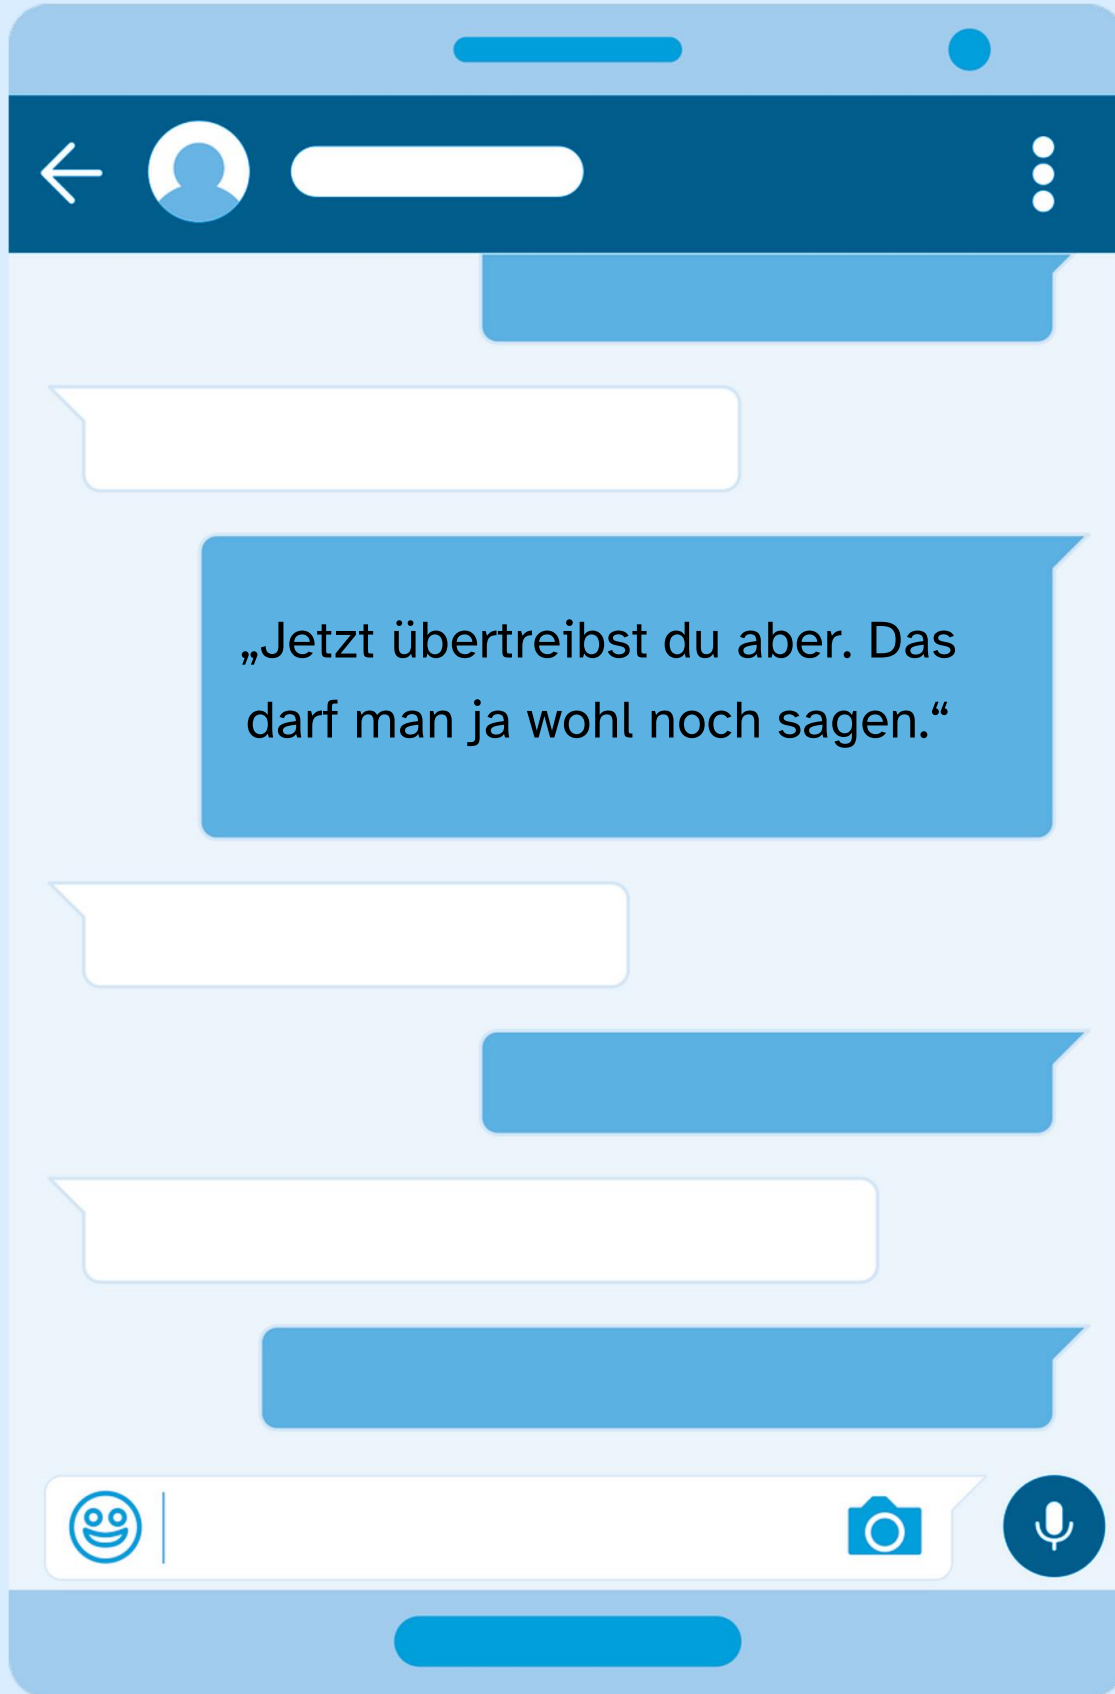 „Jetzt übertreibst du aber. Das
darf man ja wohl noch sagen.“